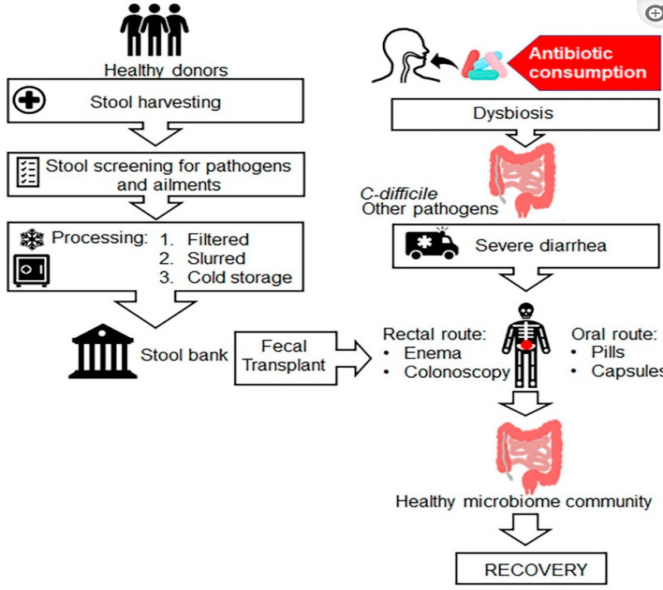 Healthy donors
Stool harvesting
Stool screening for pathogens
and ailments
Processing: 1. Filtered
2. Slurred
3. Cold storage
Stool bank
Fecal
Transplant
Antibiotic
consumption
Dysbiosis
C-difficile
Other pathogens
Severe diarrhea
Rectal route:
• Enema
• Colonoscopy
Oral route:
• Pills
• Capsules
Healthy microbiome community
RECOVERY